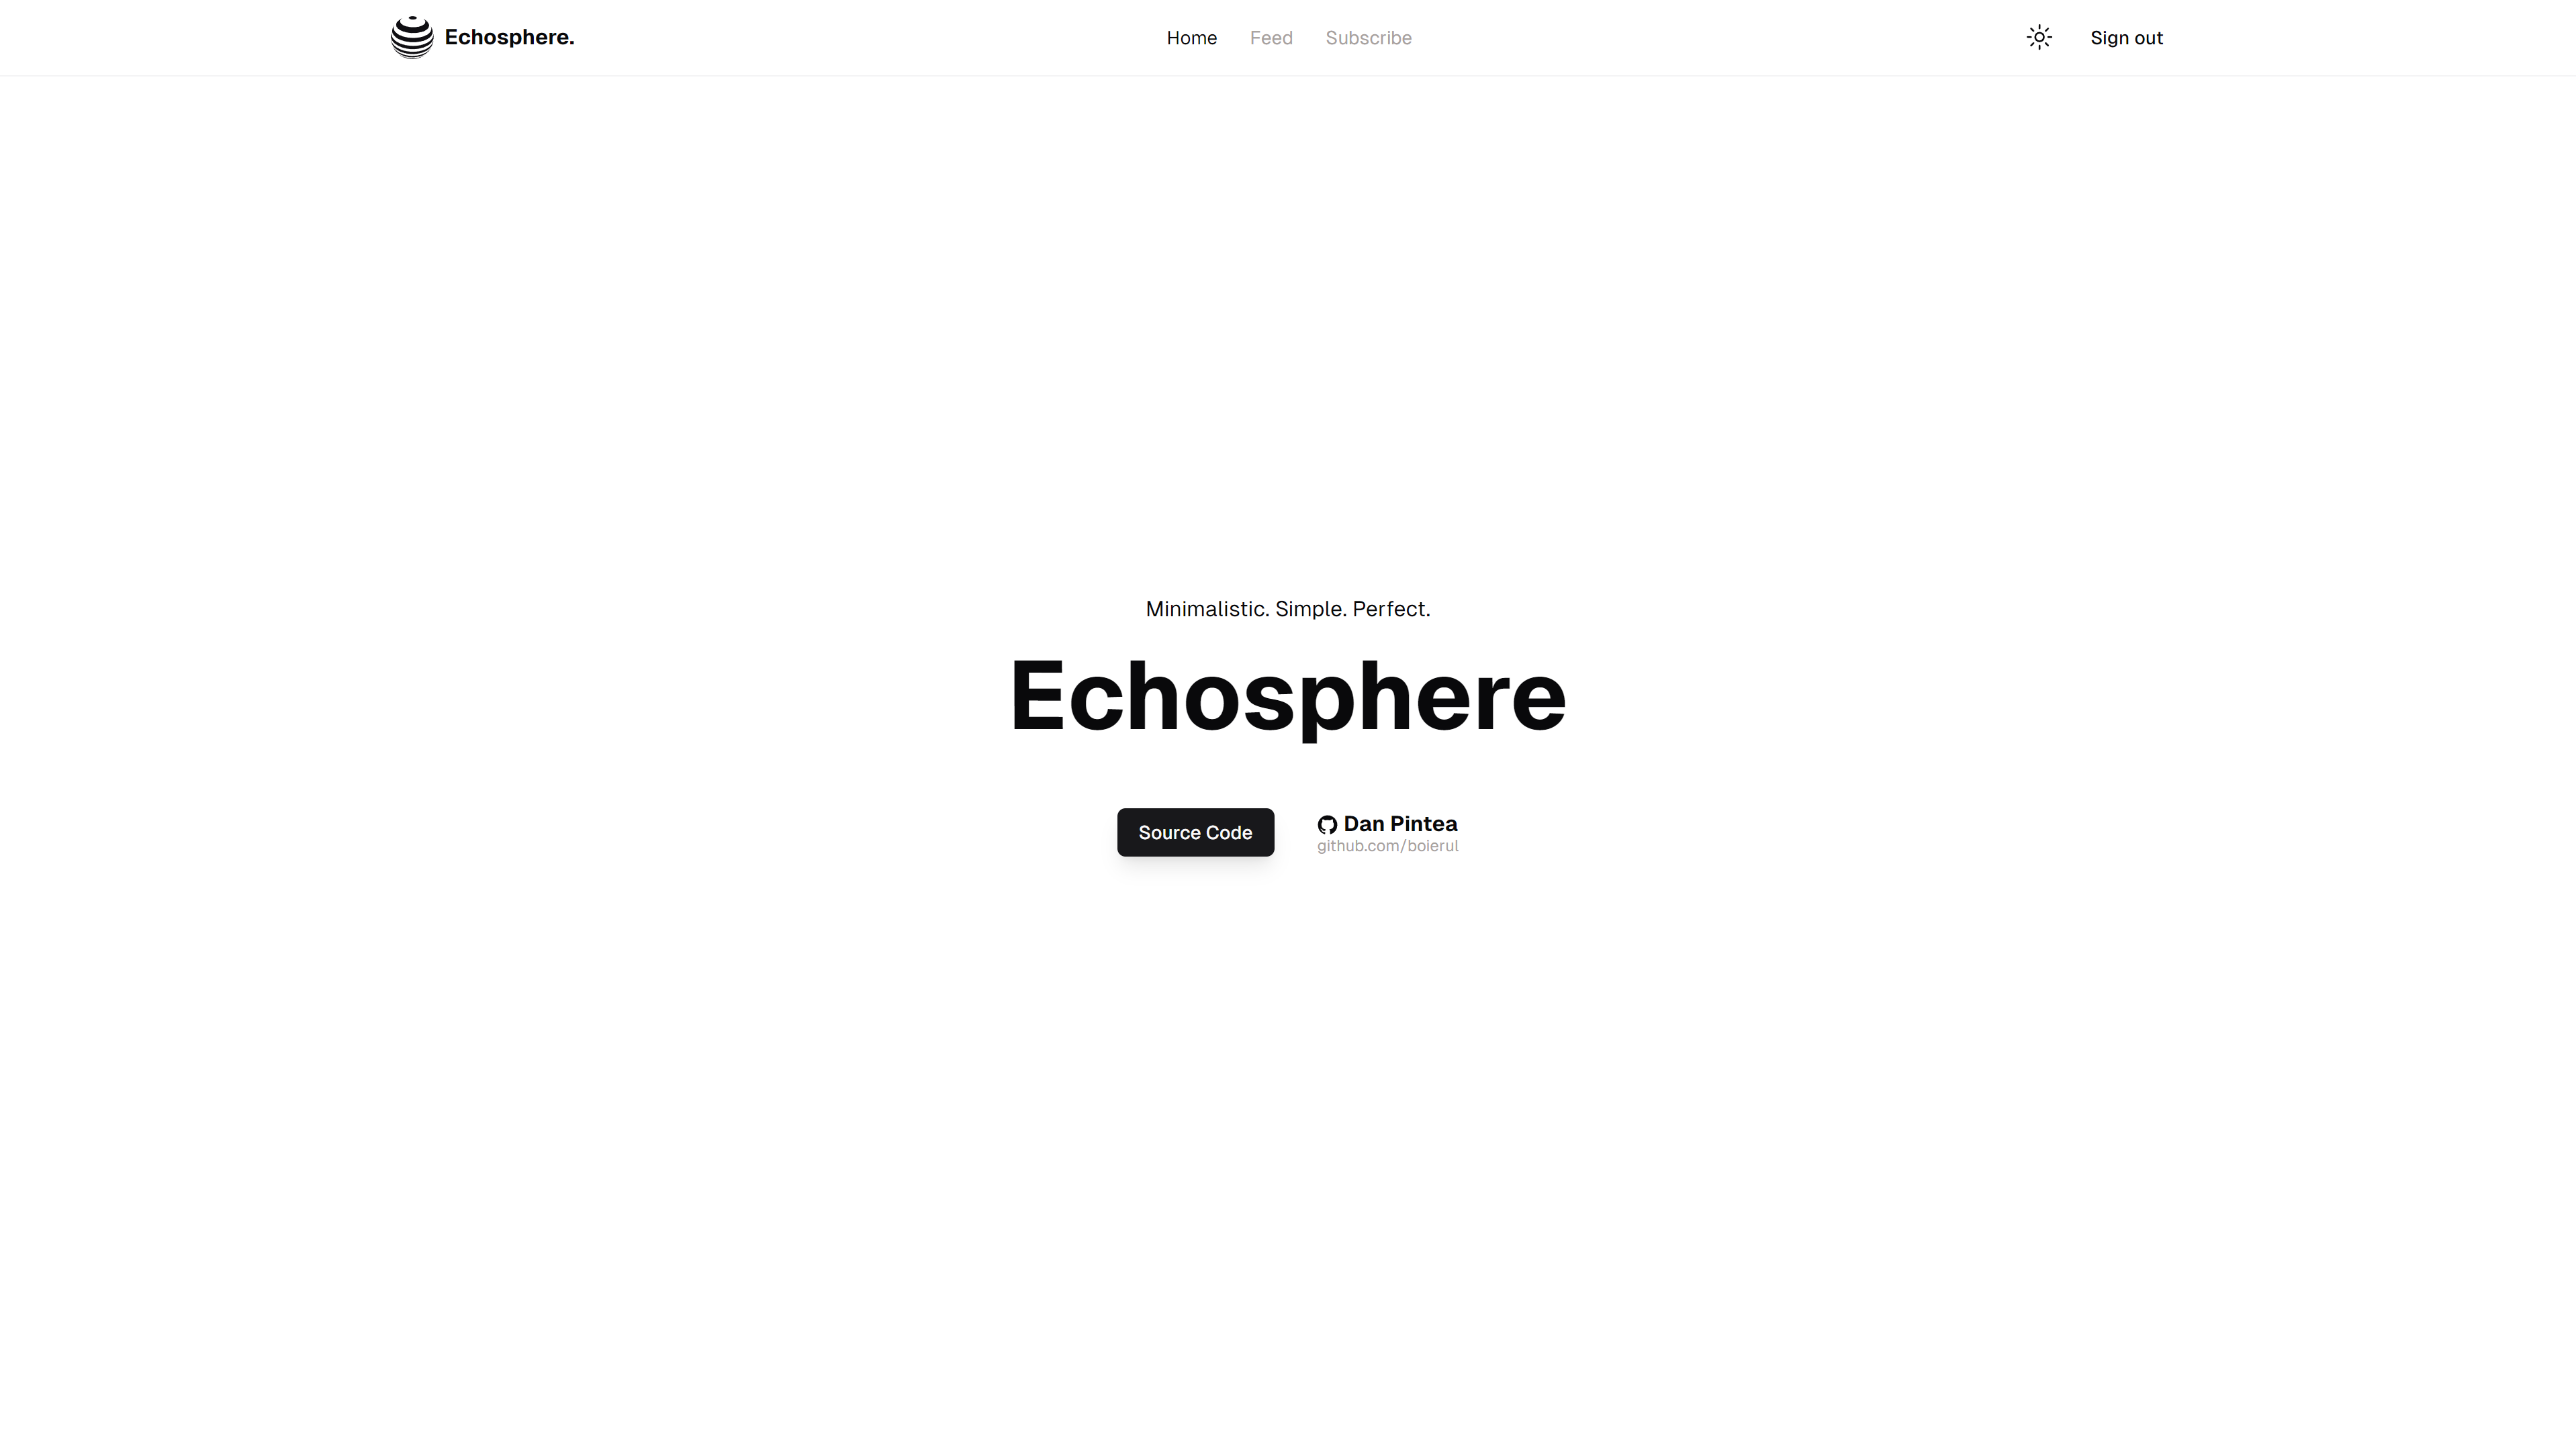 Echosphere.
Home Feed Subscribe
Sign out
Minimalistic. Simple. Perfect.
Echosphere
Source Code
Dan Pintea
github.com/boierul